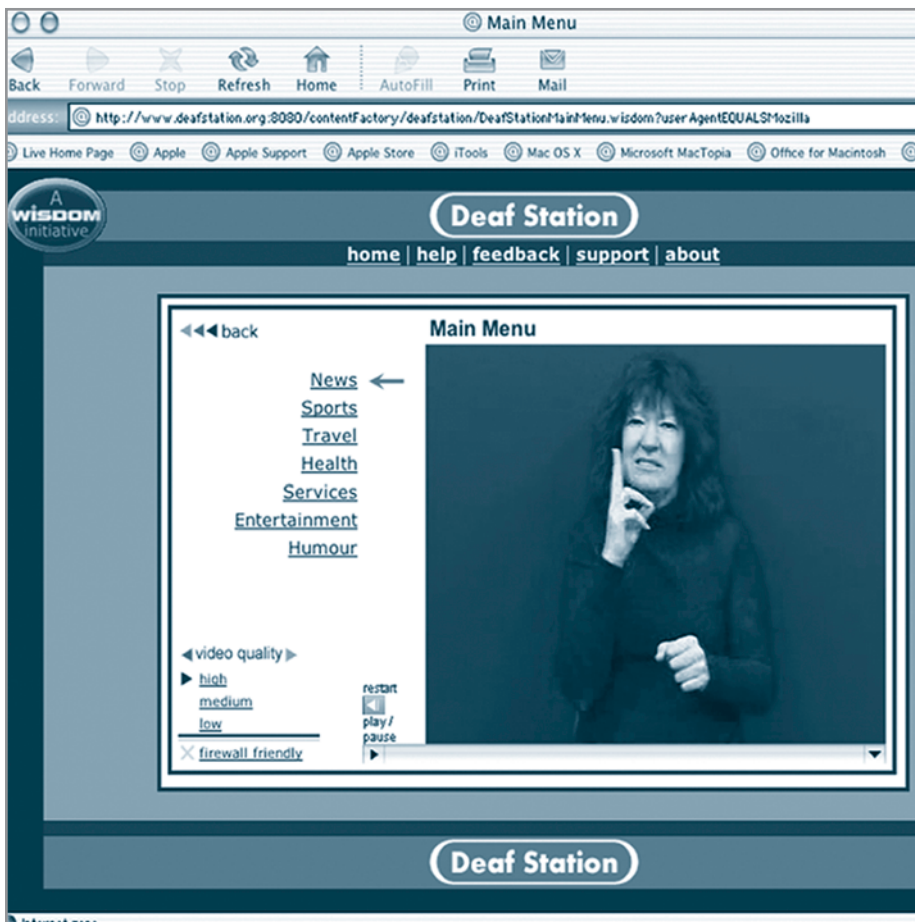 Main Menu
Back Forward Stop Refresh Home AutoFill Print Mail
ddress: http://www.deafstation.org:8080/contentFactory/deafstation/DeafStationMainMenu.wisdom?userAgentEQUALSMozilla
Live Home Page Apple Apple Support Apple Store iTools Mac OS X Microsoft MacTopia Office for Macintosh
A
WISDOM
initiative
Deaf Station
home | help | feedback | support | about
back
Main Menu
News
Sports
Travel
Health
Services
Entertainment
Humour
video quality
high
medium
low
firewall friendly
restart
play /
pause
Deaf Station